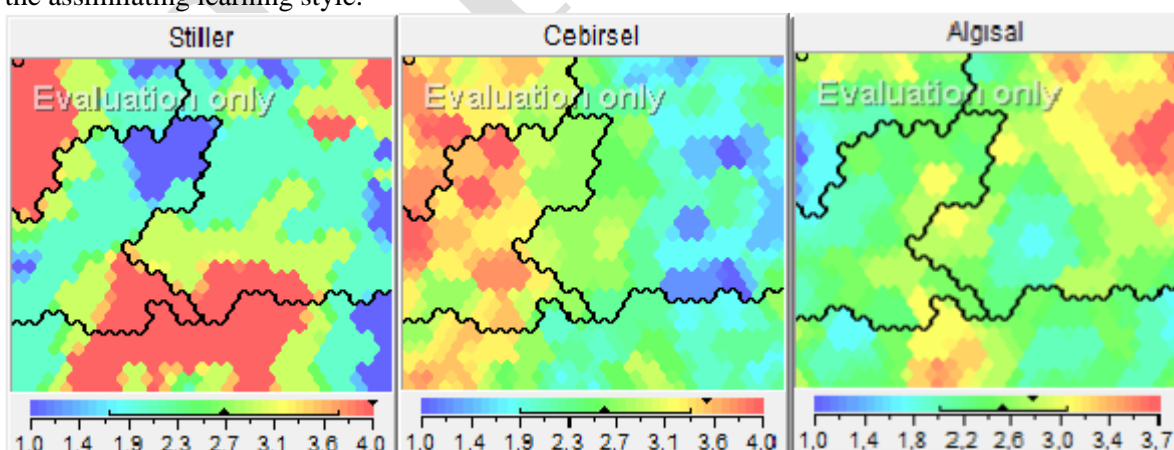 the assimilating learning style.
Stiller
Cebirsel
Algısal
Evaluation only
Evaluation only
Evaluation only
1,0 1,4 1,9 2,3 2,7 3,1 3,6 4,0
1,0 1,4 1,9 2,3 2,7 3,1 3,6 4,0
1,0 1,4 1,8 2,2 2,6 3,0 3,4 3,7